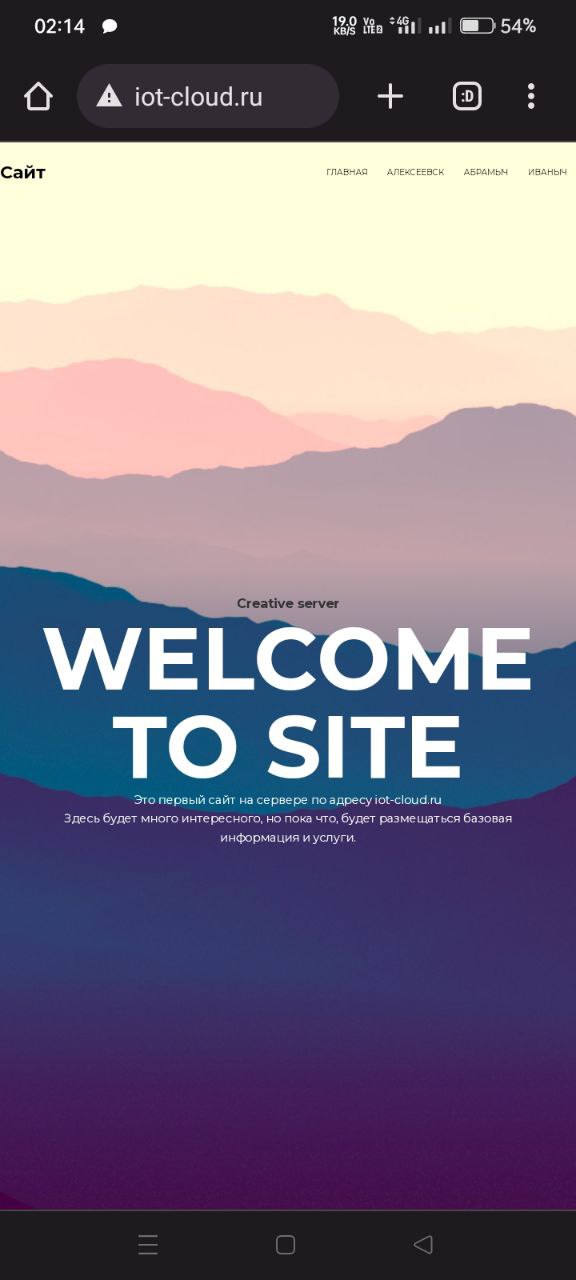 02:14 19.0 KB/S Vo LTE 2 4G 54%
iot-cloud.ru :D
Сайт ГЛАВНАЯ АЛЕКСЕЕВСК АБРАМЫЧ ИВАНЫЧ
Creative server
WELCOME
TO SITE
Это первый сайт на сервере по адресу iot-cloud.ru
Здесь будет много интересного, но пока что, будет размещаться базовая
информация и услуги.